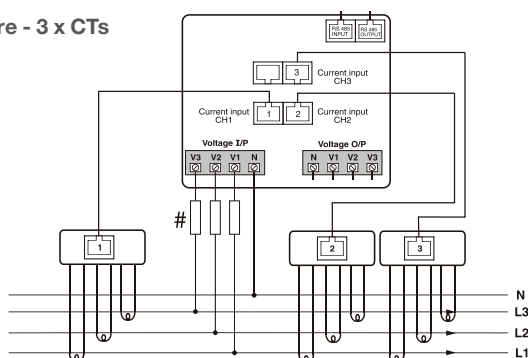 re - 3 x CTs
RS 485 INPUT
RS 485 OUTPUT
3
Current input
CH3
Current input
CH1
1
2
Current input
CH2
Voltage I/P
Voltage O/P
V3 V2 V1 N
N V1 V2 V3
#
1
2
3
N
L3
L2
L1